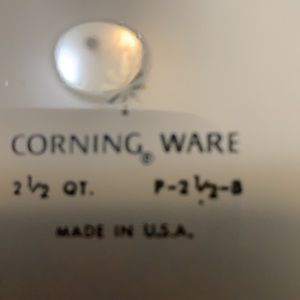 CORNING® WARE
2 1/2 QT. P-2 1/2-B
MADE IN U.S.A.